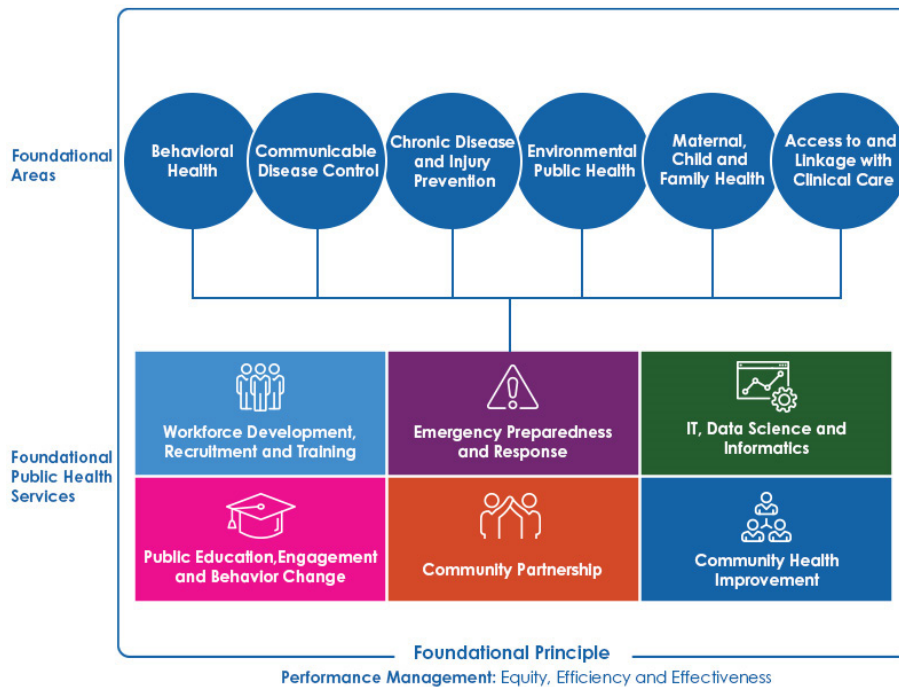 Foundational
Areas
Behavioral
Health
Communicable
Disease Control
Chronic Disease
and Injury
Prevention
Environmental
Public Health
Maternal,
Child and
Family Health
Access to and
Linkage with
Clinical Care
Foundational
Public Health
Services
Workforce Development,
Recruitment and Training
Emergency Preparedness
and Response
IT, Data Science and
Informatics
Public Education,Engagement
and Behavior Change
Community Partnership
Community Health
Improvement
Foundational Principle
Performance Management: Equity, Efficiency and Effectiveness